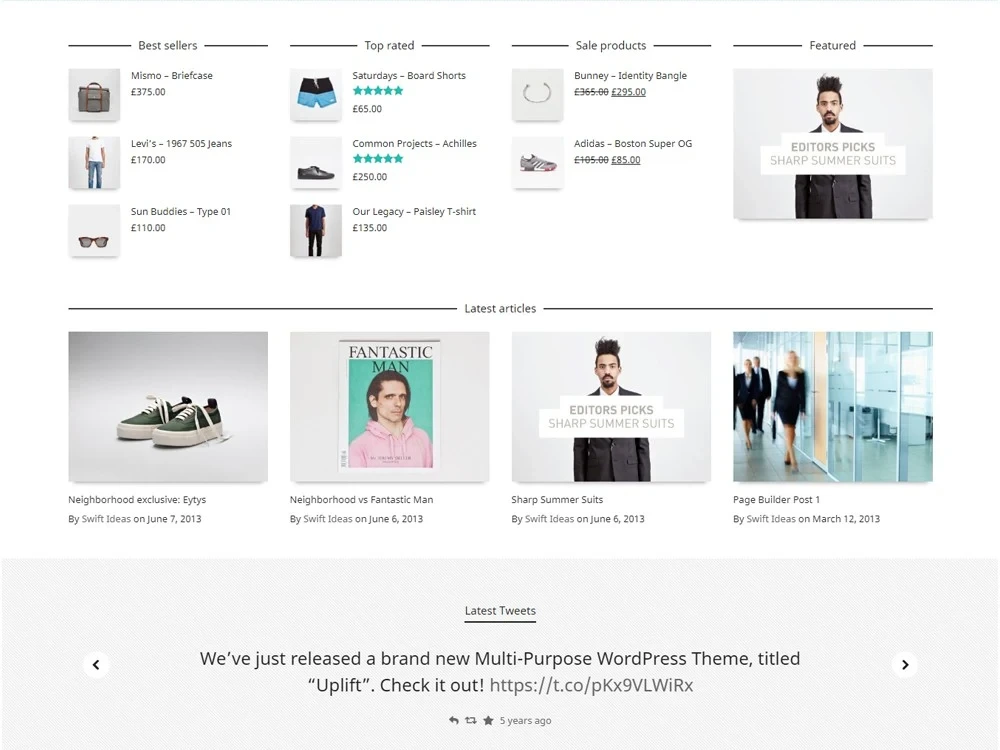 Best sellers
Mismo – Briefcase
£375.00
Levi's – 1967 505 Jeans
£170.00
Sun Buddies – Type 01
£110.00
Top rated
Saturdays – Board Shorts
£65.00
Common Projects – Achilles
£250.00
Our Legacy – Paisley T-shirt
£135.00
Sale products
Bunney – Identity Bangle
£365.00 £295.00
Adidas – Boston Super OG
£105.00 £85.00
Featured
EDITORS PICKS
SHARP SUMMER SUITS
Latest articles
FANTASTIC
MAN
Neighborhood exclusive: Eytys
By Swift Ideas on June 7, 2013
Neighborhood vs Fantastic Man
By Swift Ideas on June 6, 2013
EDITORS PICKS
SHARP SUMMER SUITS
Sharp Summer Suits
By Swift Ideas on June 6, 2013
Page Builder Post 1
By Swift Ideas on March 12, 2013
Latest Tweets
We’ve just released a brand new Multi-Purpose WordPress Theme, titled
“Uplift”. Check it out! https://t.co/pKx9VLWiRx
5 years ago